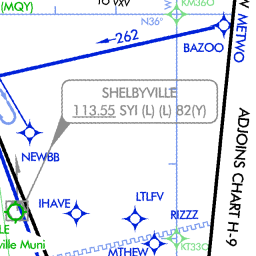 TO VXV
(MQY)
KM36O
N36°
W METWO
262
BAZOO
SHELBYVILLE
113.55 SYI (L) (L) 82(Y)
ADJOINS CHART H-9
NEWBB
IHAVE
LTLFV
RIZZZ
LE
ville Muni
MTHEW
KT33O